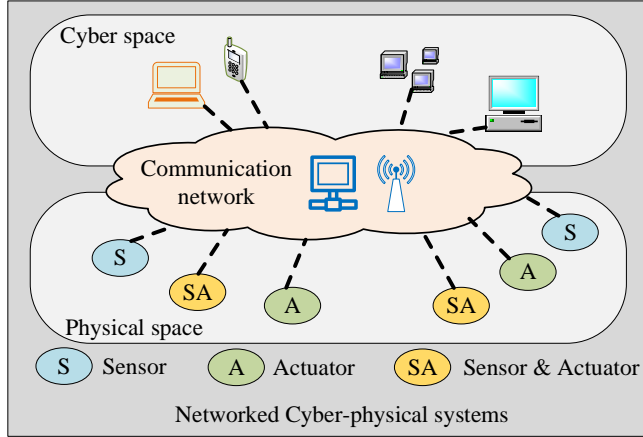 Cyber space
Communication
network
S
S
SA
A
SA
A
Physical space
S Sensor
A Actuator
SA Sensor & Actuator
Networked Cyber-physical systems